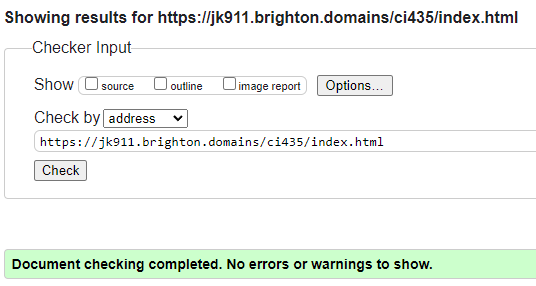 Showing results for https://jk911.brighton.domains/ci435/index.html
Checker Input
Show source outline image report Options...
Check by address
https://jk911.brighton.domains/ci435/index.html
Check
Document checking completed. No errors or warnings to show.